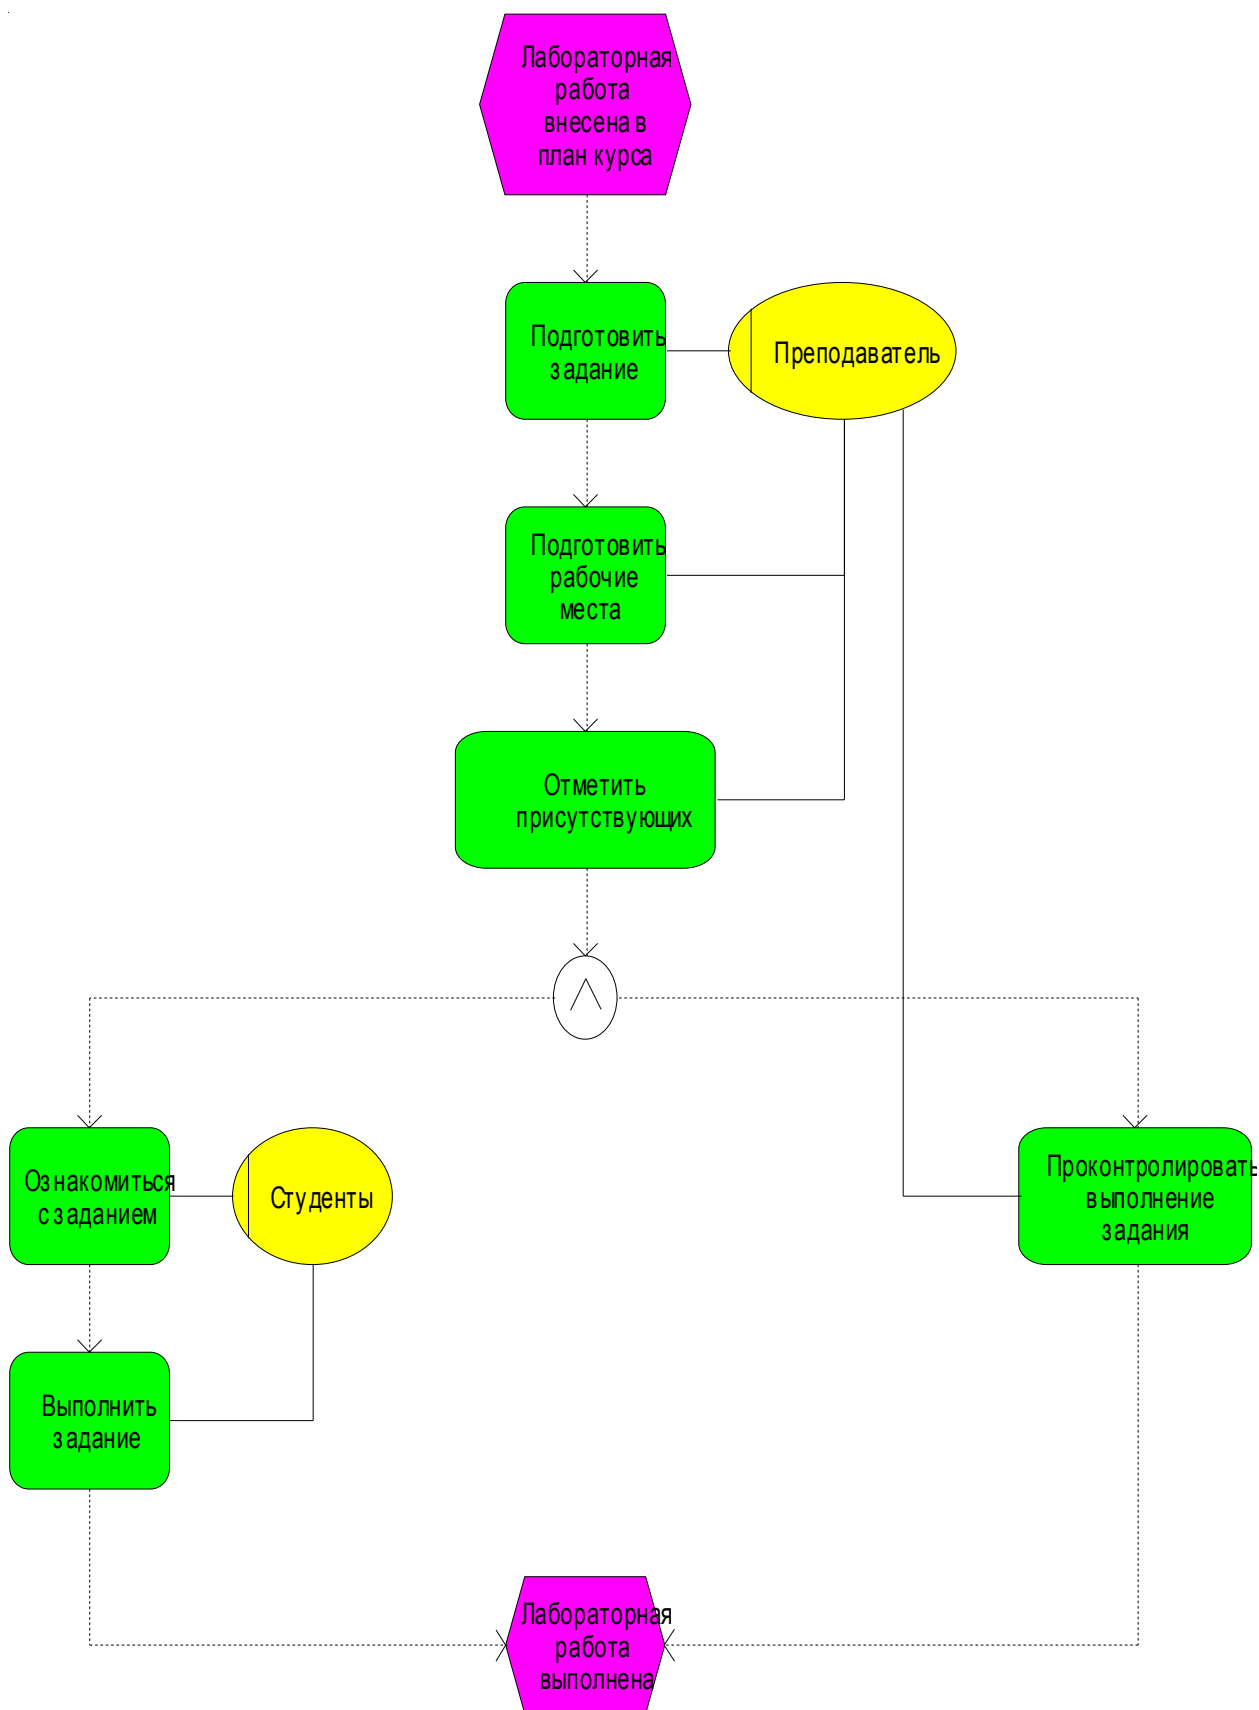 Лабораторная
работа
внесена в
план курса
Подготовить
задание
Преподаватель
Подготовить
рабочие
места
Отметить
присутствующих
Ознакомиться
с заданием
Студенты
Проконтролировать
выполнение
задания
Выполнить
задание
Лабораторная
работа
выполнена